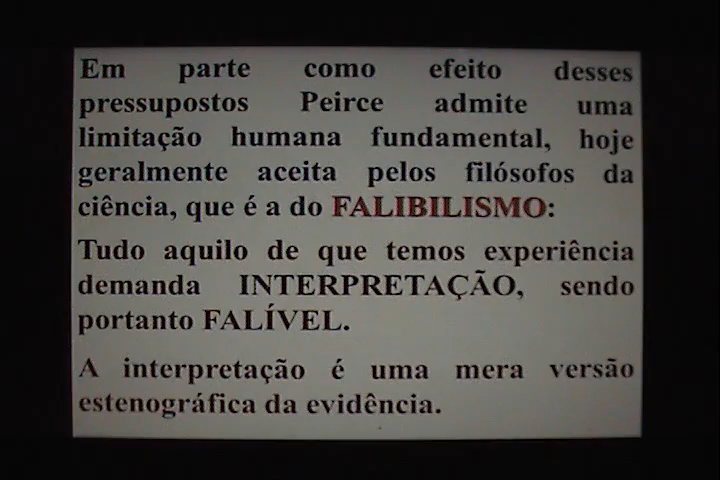 Em parte como efeito desses
pressupostos Peirce admite uma
limitação humana fundamental, hoje
geralmente aceita pelos filósofos da
ciência, que é a do FALIBILISMO:
Tudo aquilo de que temos experiência
demanda INTERPRETAÇÃO, sendo
portanto FALÍVEL.
A interpretação é uma mera versão
estenográfica da evidência.